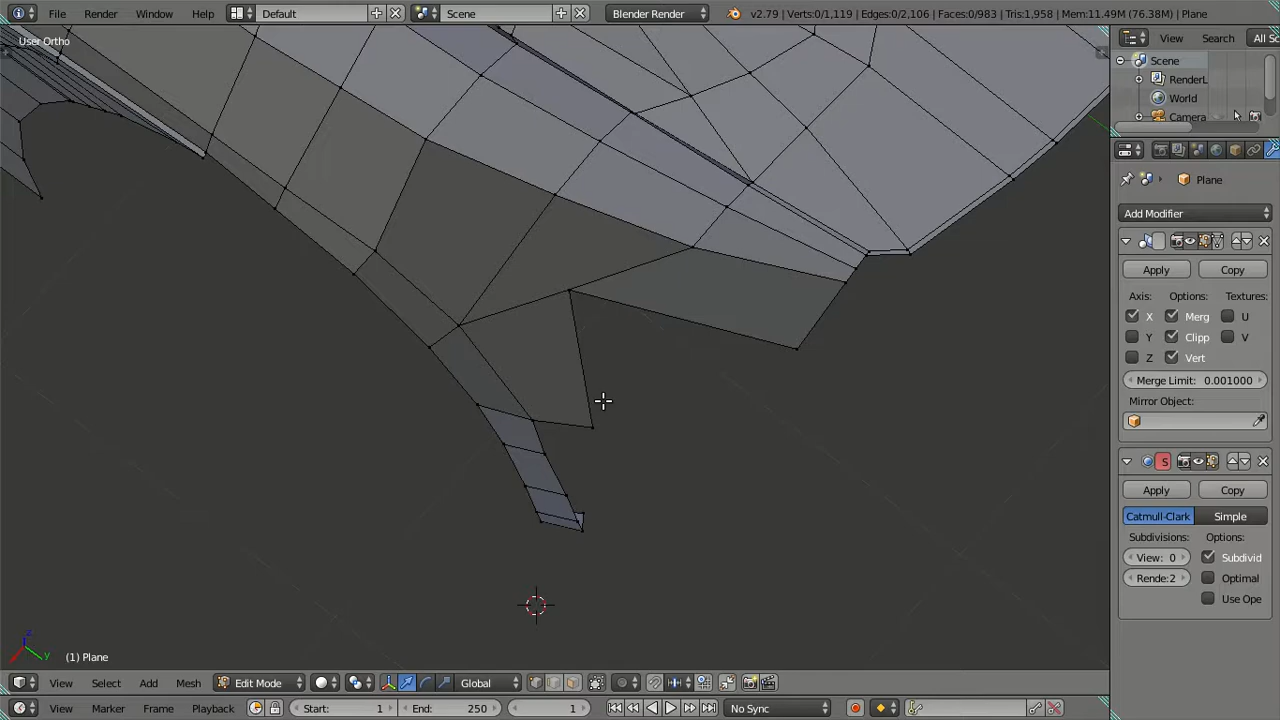 File Render Window Help Default Scene Blender Render v2.79 | Verts:0/1,119 | Edges:0/2,106 | Faces:0/983 | Tris:1,958 | Mem:11.49M (76.38M) | Plane
User Ortho
View Search All Sc
Scene
RenderL
World
Camera
Plane
Add Modifier
Apply Copy
Axis: Options: Textures:
X Merg U
Y Clipp V
Z Vert
Merge Limit: 0.001000
Mirror Object:
S
Apply Copy
Catmull-Clark Simple
Subdivisions: Options:
View: 0 Subdivid
Rende:2 Optimal
Use Ope
z
y
(1) Plane
View Select Add Mesh Edit Mode Global
View Marker Frame Playback Start: 1 End: 250 1 No Sync